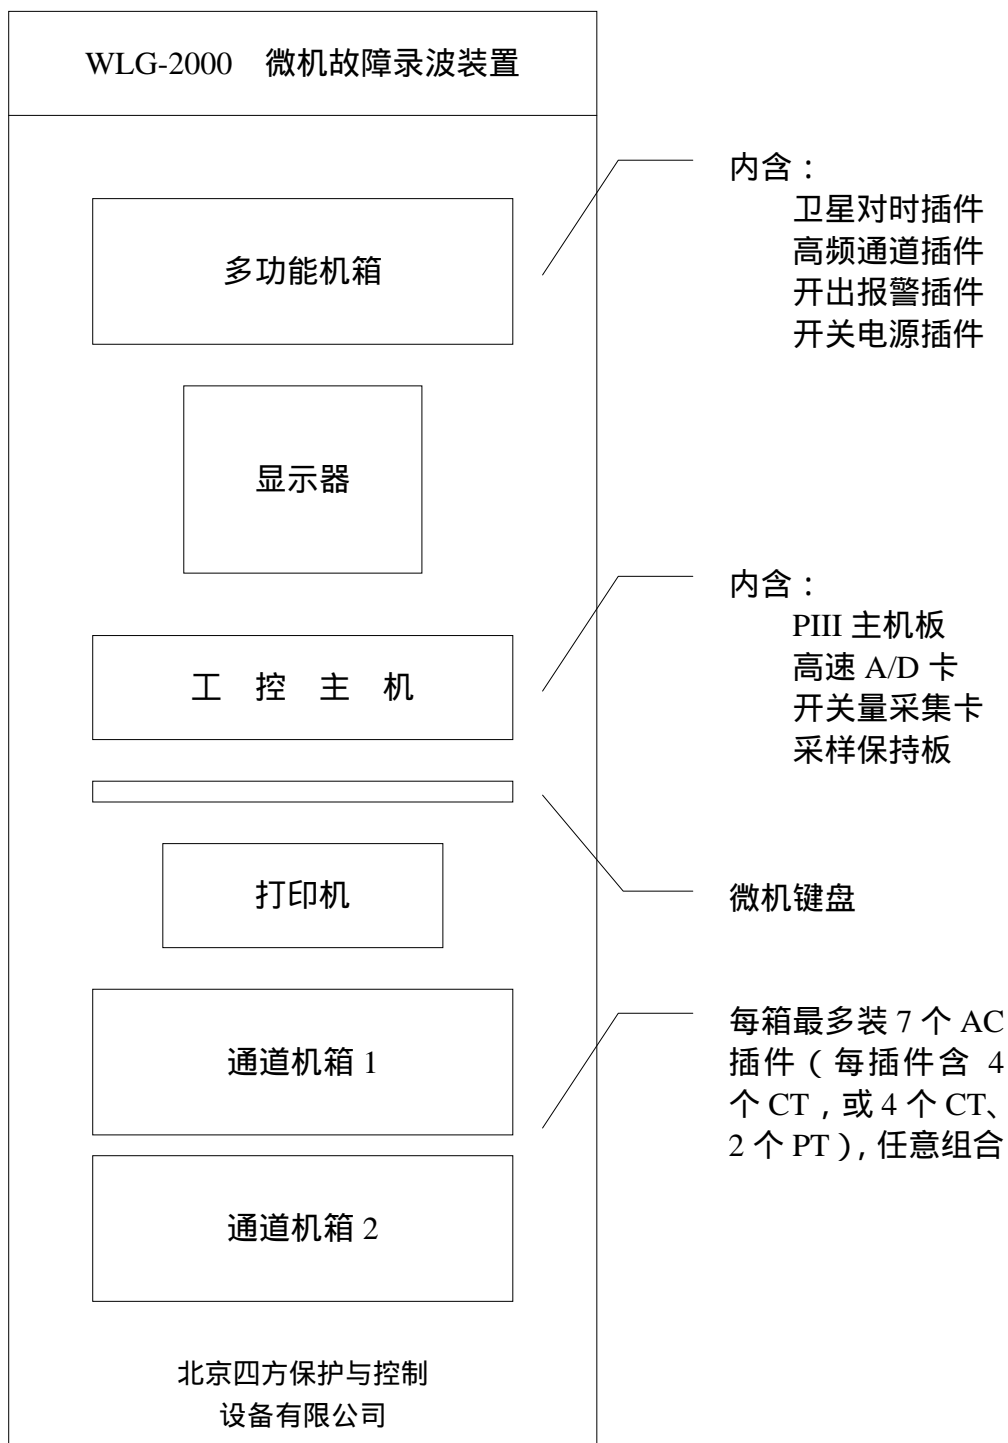 WLG-2000 微机故障录波装置
内含：
卫星对时插件
高频通道插件
开出报警插件
开关电源插件
多功能机箱
显示器
内含：
PIII 主机板
高速 A/D 卡
开关量采集卡
采样保持板
工 控 主 机
微机键盘
打印机
每箱最多装 7 个 AC
插件（每插件含 4
个 CT，或 4 个 CT、
2 个 PT），任意组合
通道机箱 1
通道机箱 2
北京四方保护与控制
设备有限公司